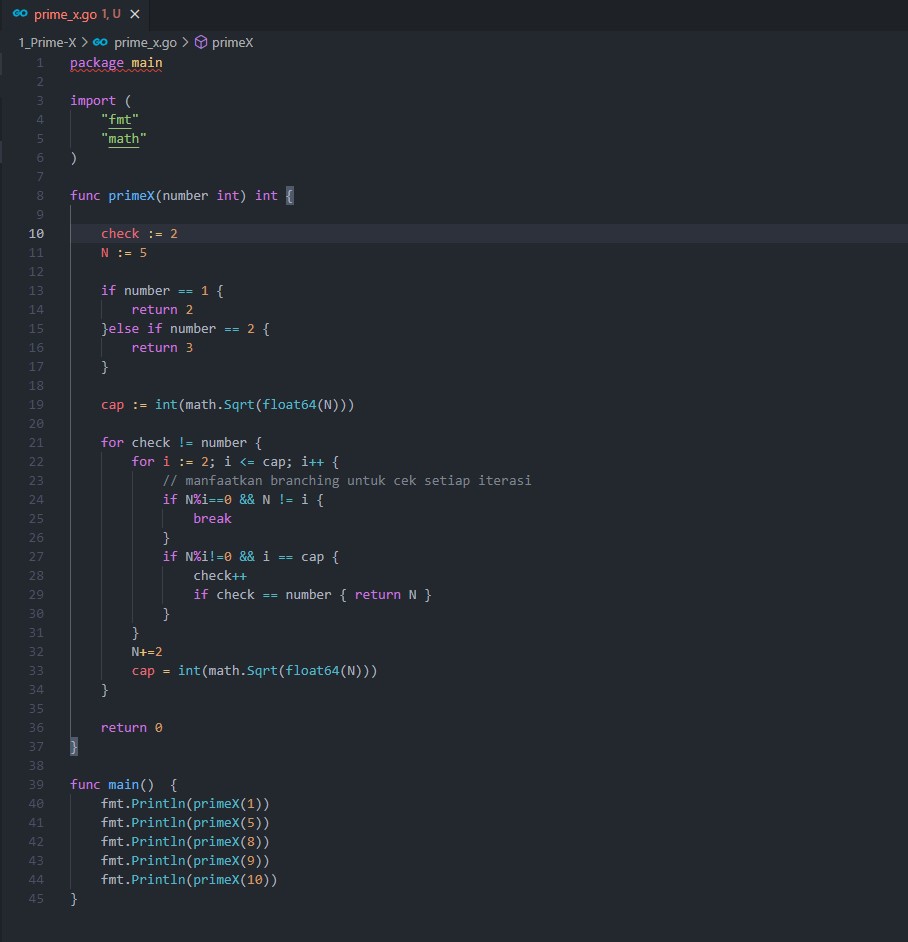 GO prime_x.go 1, U ×
1_Prime-X > GO prime_x.go > primeX
1 package main
2
3 import (
4 "fmt"
5 "math"
6 )
7
8 func primeX(number int) int {
9
10 check := 2
11 N := 5
12
13 if number == 1 {
14 return 2
15 }else if number == 2 {
16 return 3
17 }
18
19 cap := int(math.Sqrt(float64(N)))
20
21 for check != number {
22 for i := 2; i <= cap; i++ {
23 // manfaatkan branching untuk cek setiap iterasi
24 if N%i==0 && N != i {
25 break
26 }
27 if N%i!=0 && i == cap {
28 check++
29 if check == number { return N }
30 }
31 }
32 N+=2
33 cap = int(math.Sqrt(float64(N)))
34 }
35
36 return 0
37 }
38
39 func main()  {
40 fmt.Println(primeX(1))
41 fmt.Println(primeX(5))
42 fmt.Println(primeX(8))
43 fmt.Println(primeX(9))
44 fmt.Println(primeX(10))
45 }